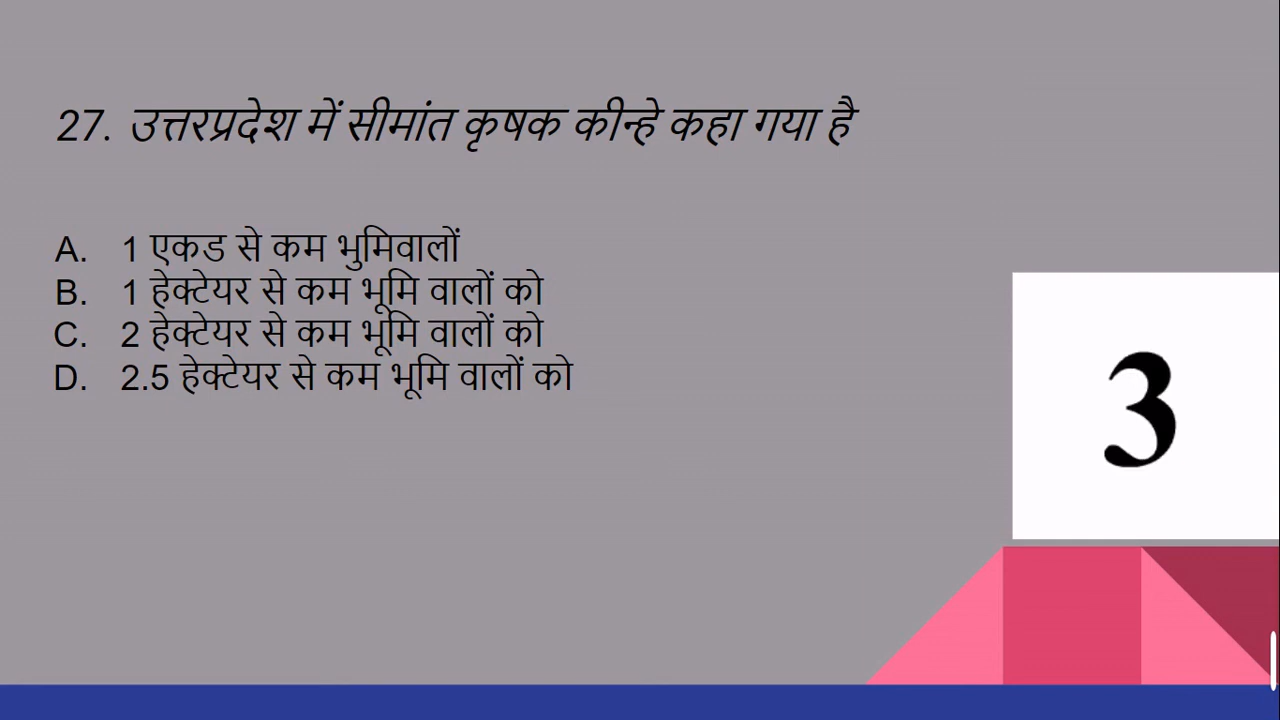 27. उत्तरप्रदेश में सीमांत कृषक कीन्हे कहा गया है
A. 1 एकड से कम भुमिवालों
B. 1 हेक्टेयर से कम भूमि वालों को
C. 2 हेक्टेयर से कम भूमि वालों को
D. 2.5 हेक्टेयर से कम भूमि वालों को
3